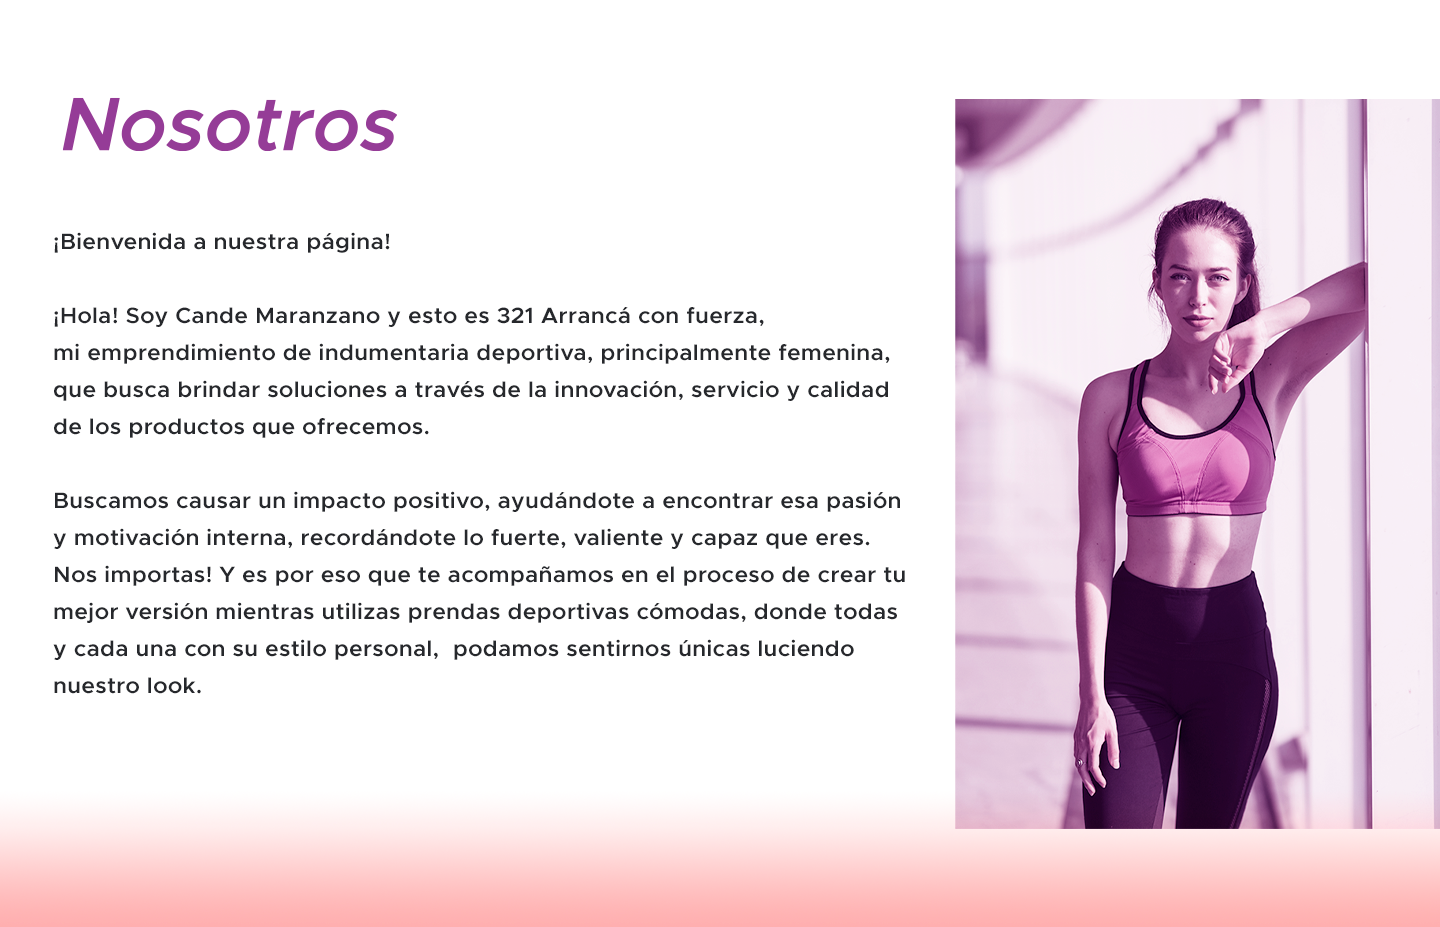 Nosotros
¡Bienvenida a nuestra página!
¡Hola! Soy Cande Maranzano y esto es 321 Arrancá con fuerza,
mi emprendimiento de indumentaria deportiva, principalmente femenina,
que busca brindar soluciones a través de la innovación, servicio y calidad
de los productos que ofrecemos.
Buscamos causar un impacto positivo, ayudándote a encontrar esa pasión
y motivación interna, recordándote lo fuerte, valiente y capaz que eres.
Nos importas! Y es por eso que te acompañamos en el proceso de crear tu
mejor versión mientras utilizas prendas deportivas cómodas, donde todas
y cada una con su estilo personal,  podamos sentirnos únicas luciendo
nuestro look.